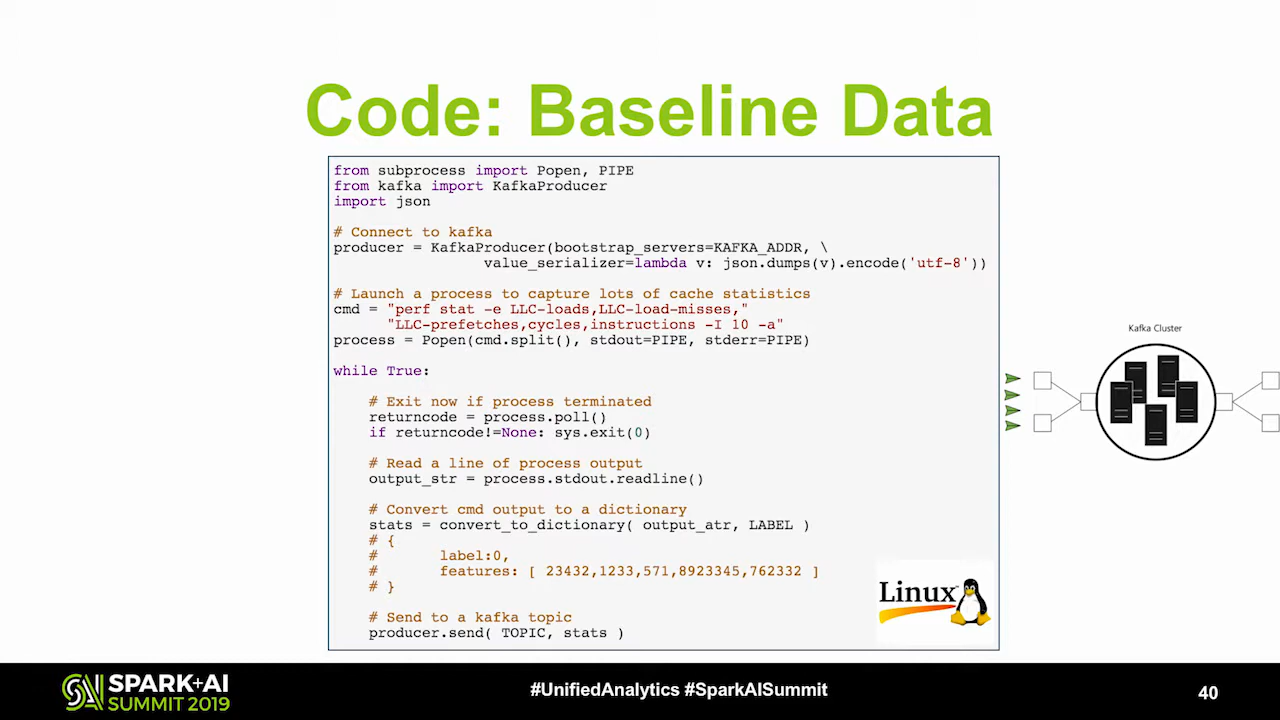 Code: Baseline Data
from subprocess import Popen, PIPE
from kafka import KafkaProducer
import json
# Connect to kafka
producer = KafkaProducer(bootstrap_servers=KAFKA_ADDR, \
value_serializer=lambda v: json.dumps(v).encode('utf-8'))
# Launch a process to capture lots of cache statistics
cmd = "perf stat -e LLC-loads,LLC-load-misses,"
"LLC-prefetches,cycles,instructions -I 10 -a"
process = Popen(cmd.split(), stdout=PIPE, stderr=PIPE)
while True:
# Exit now if process terminated
returncode = process.poll()
if returncode!=None: sys.exit(0)
# Read a line of process output
output_str = process.stdout.readline()
# Convert cmd output to a dictionary
stats = convert_to_dictionary( output_atr, LABEL )
# {
# label:0,
# features: [ 23432,1233,571,8923345,762332 ]
# }
# Send to a kafka topic
producer.send( TOPIC, stats )
Kafka Cluster
Linux™
SPARK+AI
SUMMIT 2019
#UnifiedAnalytics #SparkAISummit
40